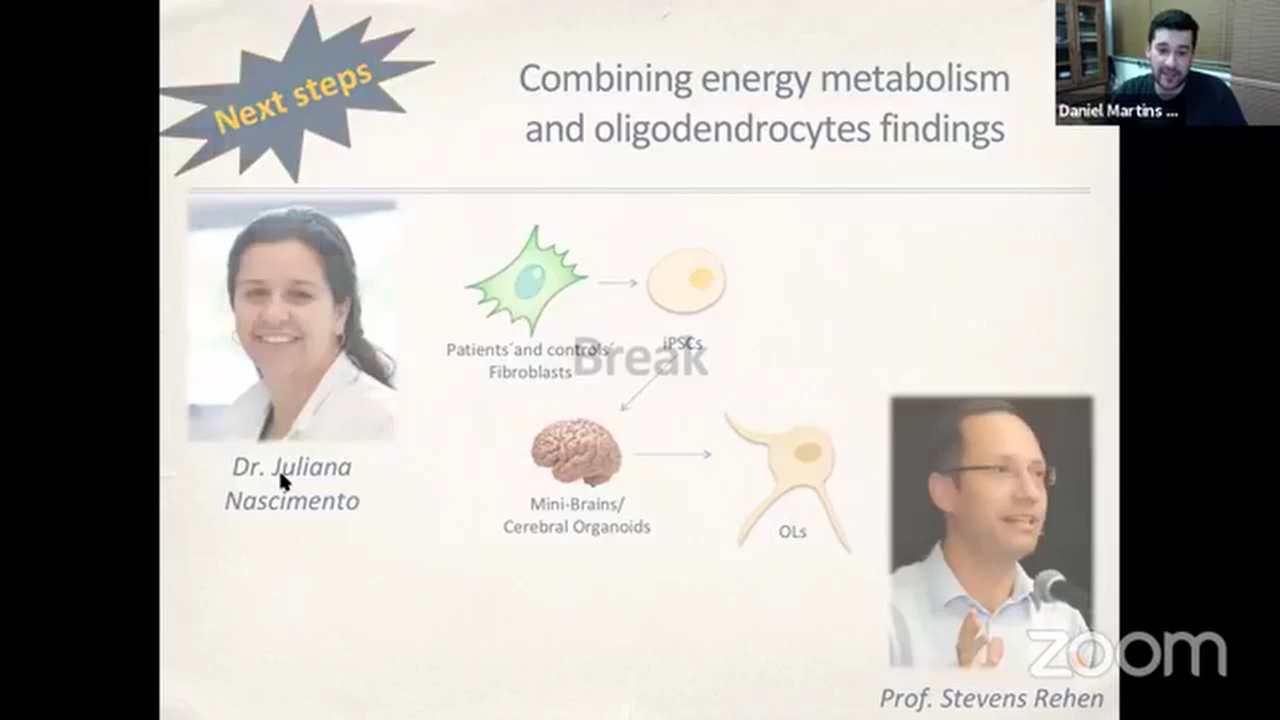 Next steps
Combining energy metabolism
and oligodendrocytes findings
Daniel Martins ...
Patients´and controls´
Fibroblasts
iPSCs
Break
Dr. Juliana
Nascimento
Mini-Brains/
Cerebral Organoids
OLs
zoom
Prof. Stevens Rehen